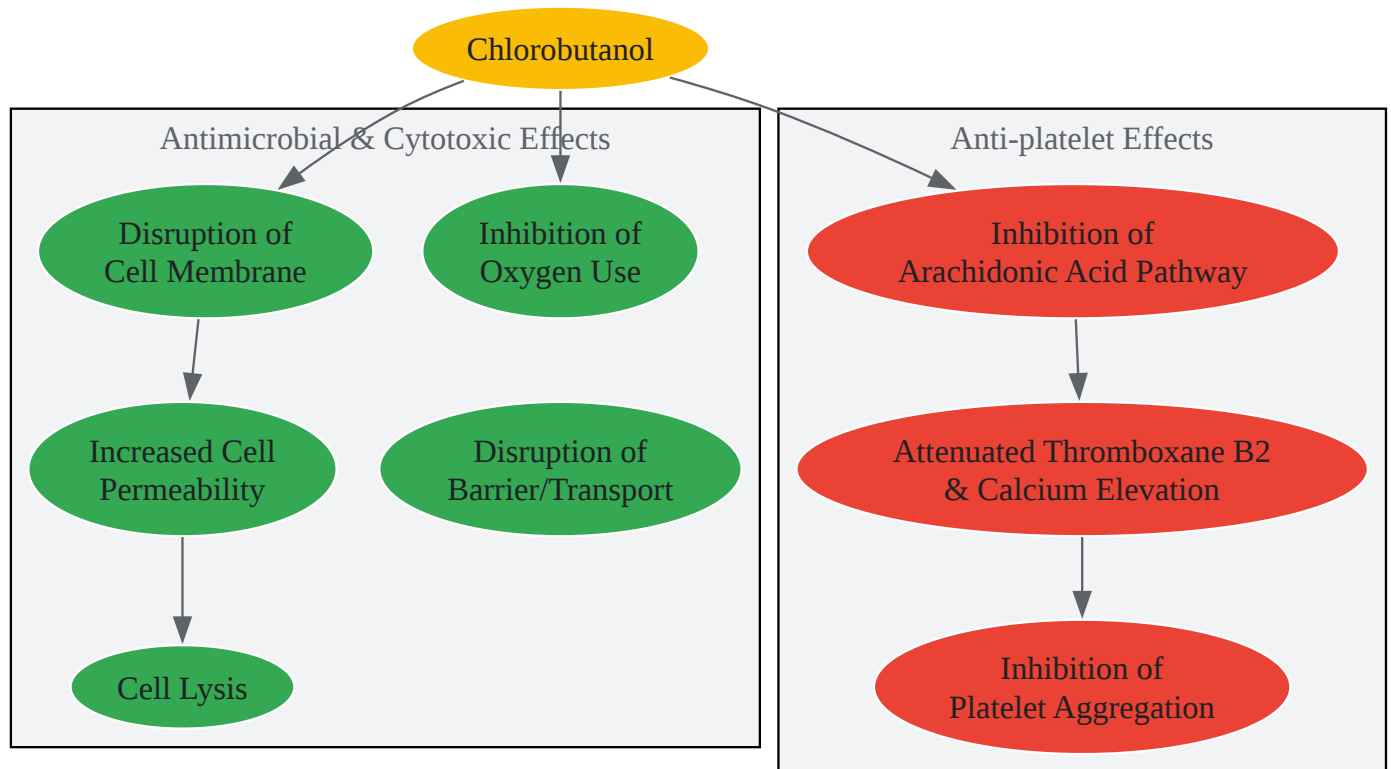 Chlorobutanol
Antimicrobial & Cytotoxic Effects
Anti-platelet Effects
Disruption of
Cell Membrane
Inhibition of
Oxygen Use
Inhibition of
Arachidonic Acid Pathway
Increased Cell
Permeability
Disruption of
Barrier/Transport
Attenuated Thromboxane B2
& Calcium Elevation
Cell Lysis
Inhibition of
Platelet Aggregation